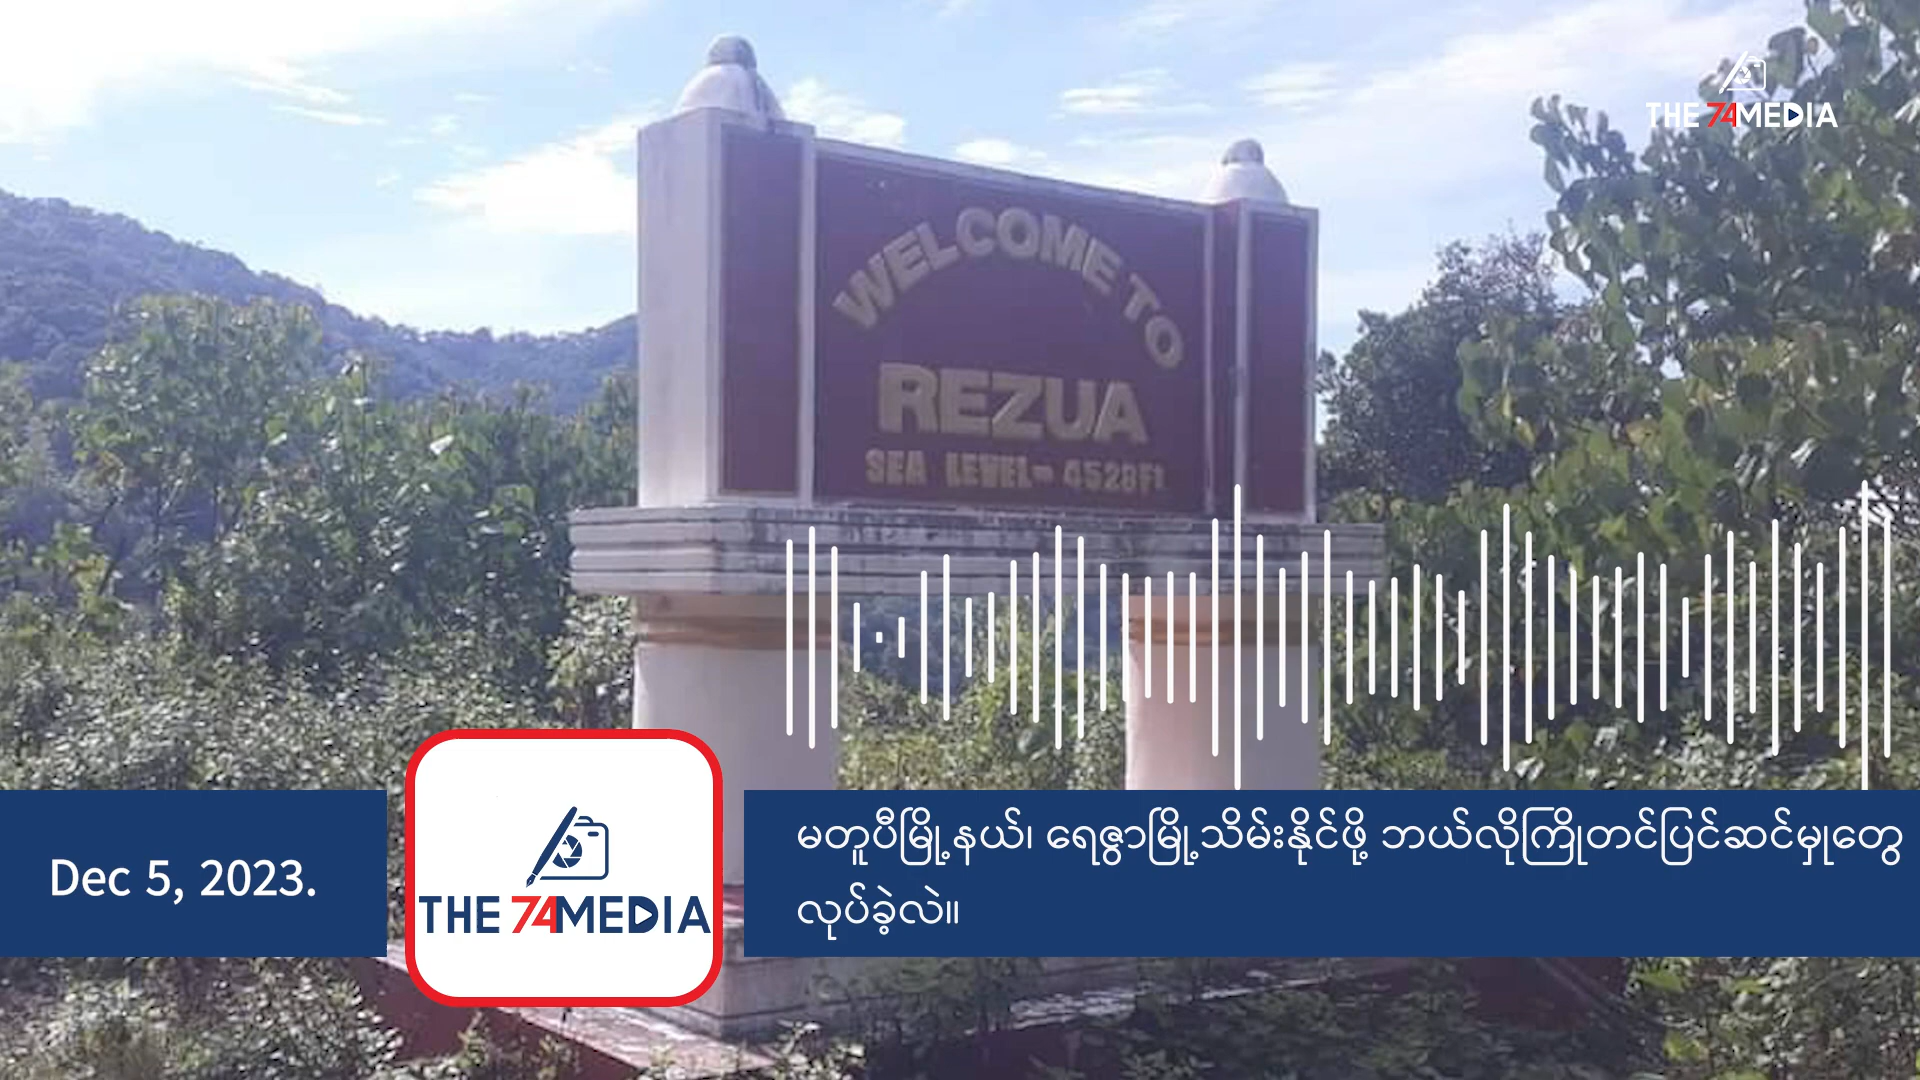 THE 74MEDIA
WELCOME TO
REZUA
SEA LEVEL= 4528Ft
Dec 5, 2023.
THE 74MEDIA
မတူပီမြို့နယ်၊ ရေဇွာမြို့သိမ်းနိုင်ဖို့ ဘယ်လိုကြိုတင်ပြင်ဆင်မှုတွေ
လုပ်ခဲ့လဲ။